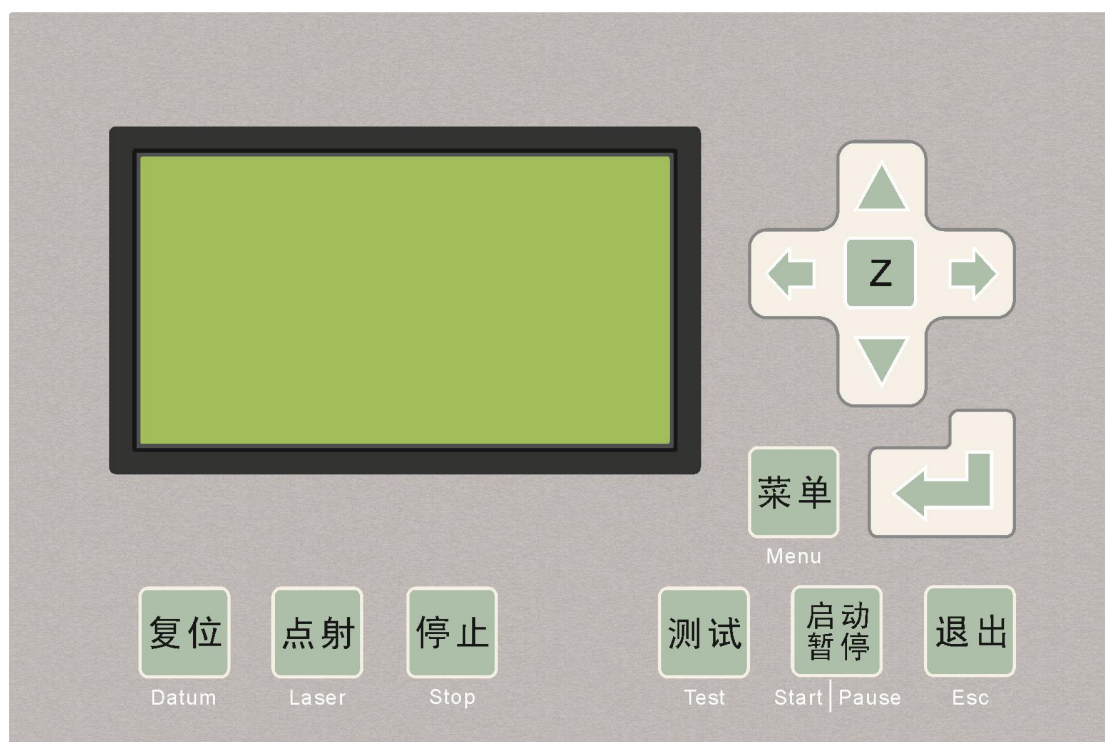 Z
菜单
Menu
复位
Datum
点射
Laser
停止
Stop
测试
Test
启动
暂停
Start|Pause
退出
Esc